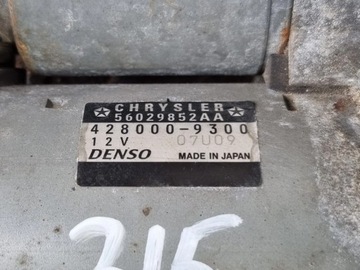 CHRYSLER
56029852AA
428000-9300
12V 07U09
DENSO MADE IN JAPAN
315